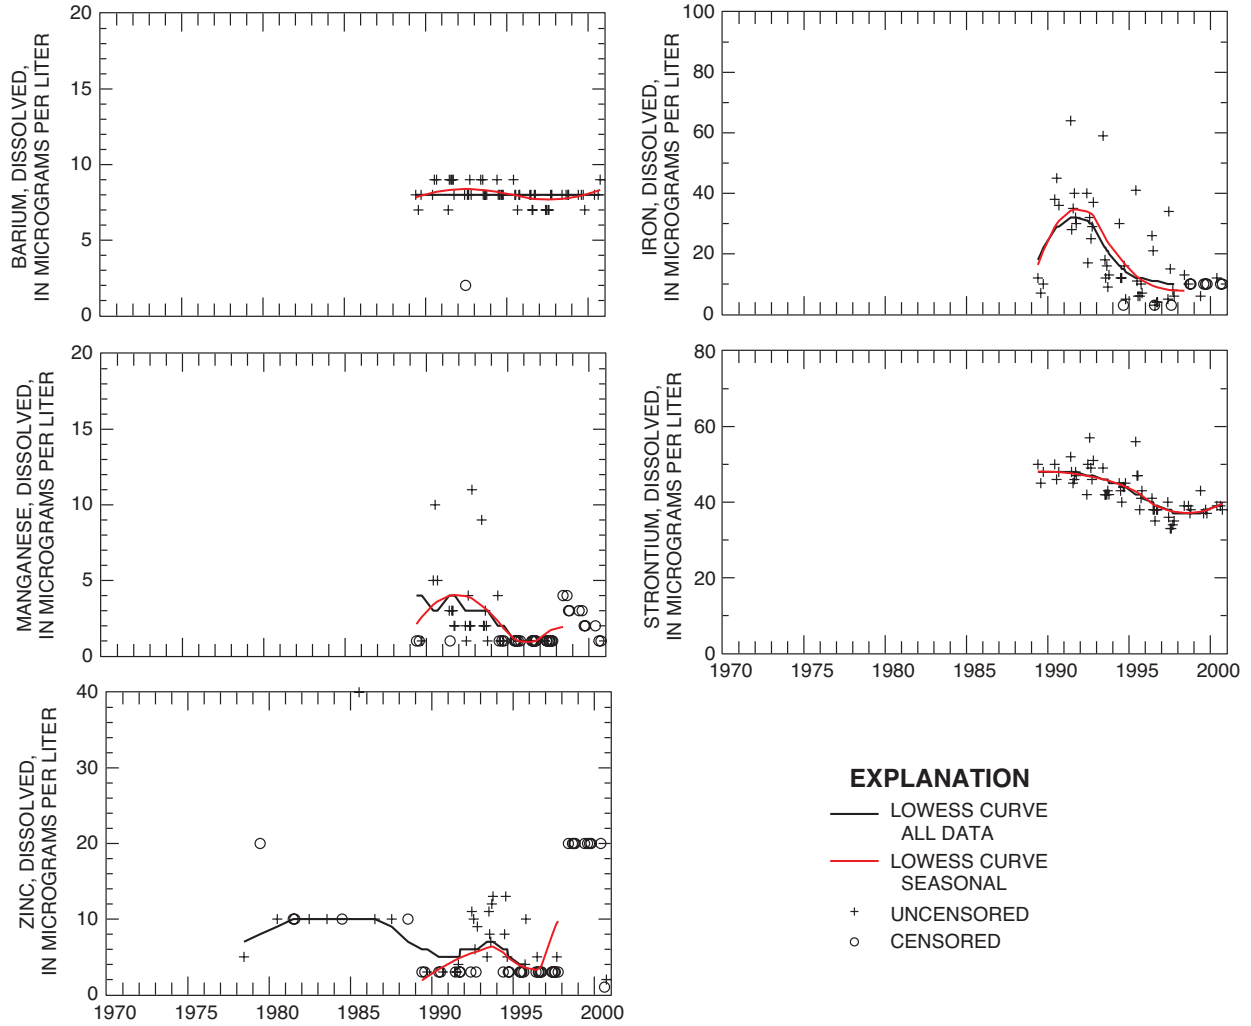 BARIUM, DISSOLVED,
IN MICROGRAMS PER LITER
20
15
10
5
0
IRON, DISSOLVED,
IN MICROGRAMS PER LITER
100
80
60
40
20
0
MANGANESE, DISSOLVED,
IN MICROGRAMS PER LITER
20
15
10
5
0
STRONTIUM, DISSOLVED,
IN MICROGRAMS PER LITER
80
60
40
20
0
1970 1975 1980 1985 1990 1995 2000
ZINC, DISSOLVED,
IN MICROGRAMS PER LITER
40
30
20
10
0
1970 1975 1980 1985 1990 1995 2000
EXPLANATION
LOWESS CURVE
ALL DATA
LOWESS CURVE
SEASONAL
UNCENSORED
CENSORED